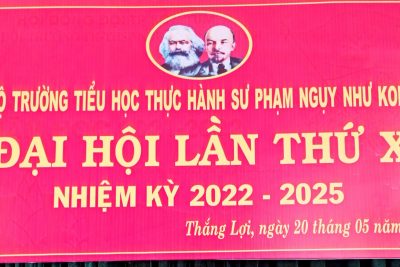 Ộ TRƯỜNG TIỂU HỌC THỰC HÀNH SƯ PHẠM NGỤY NHƯ KON
ĐẠI HỘI LẦN THỨ X
NHIỆM KỲ 2022 - 2025
Thắng Lợi, ngày 20 tháng 05 năm